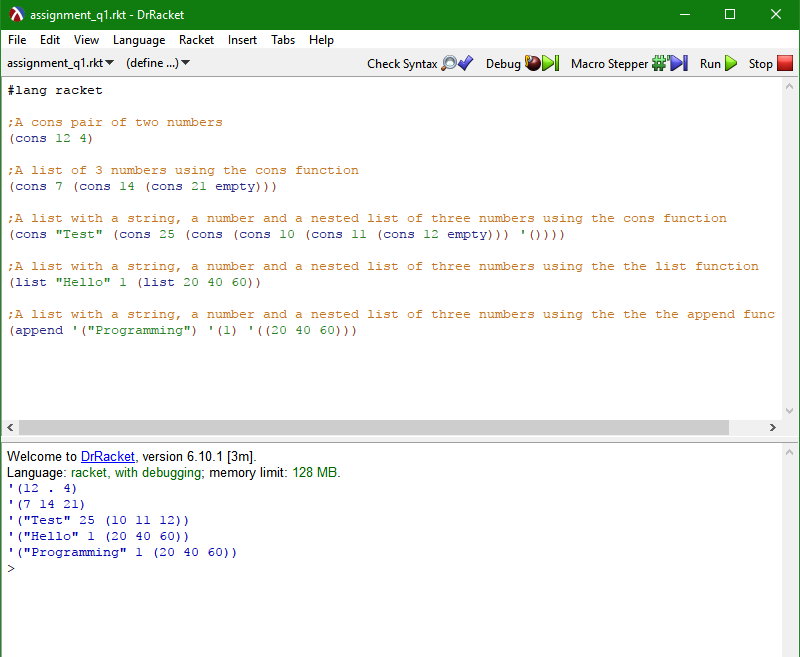 assignment_q1.rkt - DrRacket
File Edit View Language Racket Insert Tabs Help
assignment_q1.rkt (define ...) Check Syntax Debug Macro Stepper Run Stop
#lang racket
;A cons pair of two numbers
(cons 12 4)
;A list of 3 numbers using the cons function
(cons 7 (cons 14 (cons 21 empty)))
;A list with a string, a number and a nested list of three numbers using the cons function
(cons "Test" (cons 25 (cons (cons 10 (cons 11 (cons 12 empty))) '())))
;A list with a string, a number and a nested list of three numbers using the the list function
(list "Hello" 1 (list 20 40 60))
;A list with a string, a number and a nested list of three numbers using the the the append func
(append '("Programming") '(1) '((20 40 60)))
Welcome to DrRacket, version 6.10.1 [3m].
Language: racket, with debugging; memory limit: 128 MB.
'(12 . 4)
'(7 14 21)
'("Test" 25 (10 11 12))
'("Hello" 1 (20 40 60))
'("Programming" 1 (20 40 60))
>